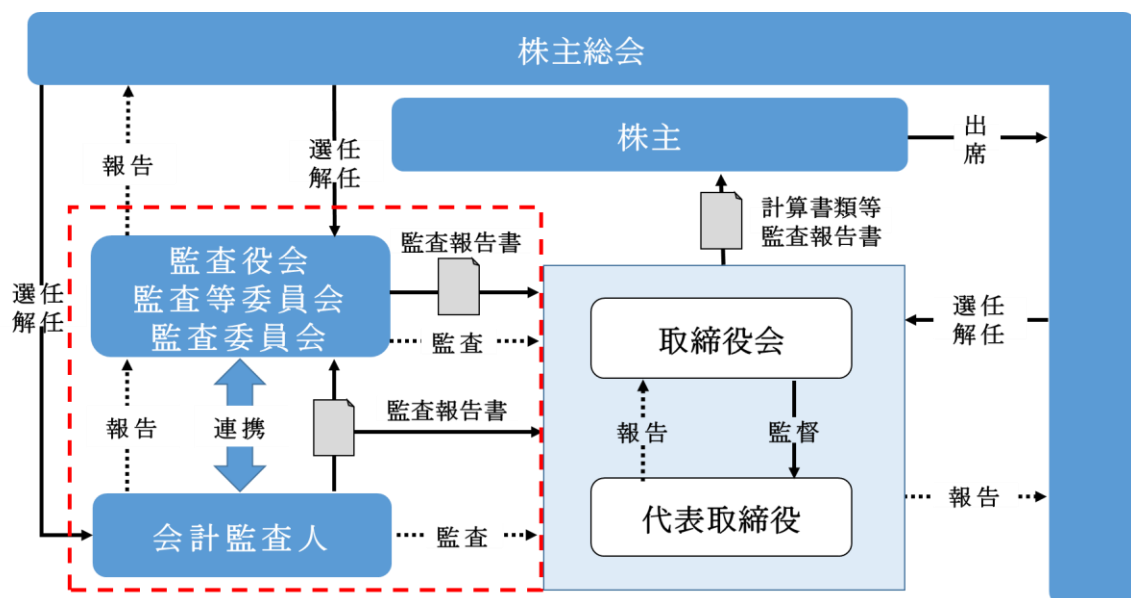 株主総会
株主
出
席
報告
選任
解任
計算書類等
監査報告書
監査報告書
監査役会
監査等委員会
監査委員会
選任
解任
選任
解任
取締役会
監査
監査報告書
報告
連携
報告
監督
報告
代表取締役
会計監査人
監査